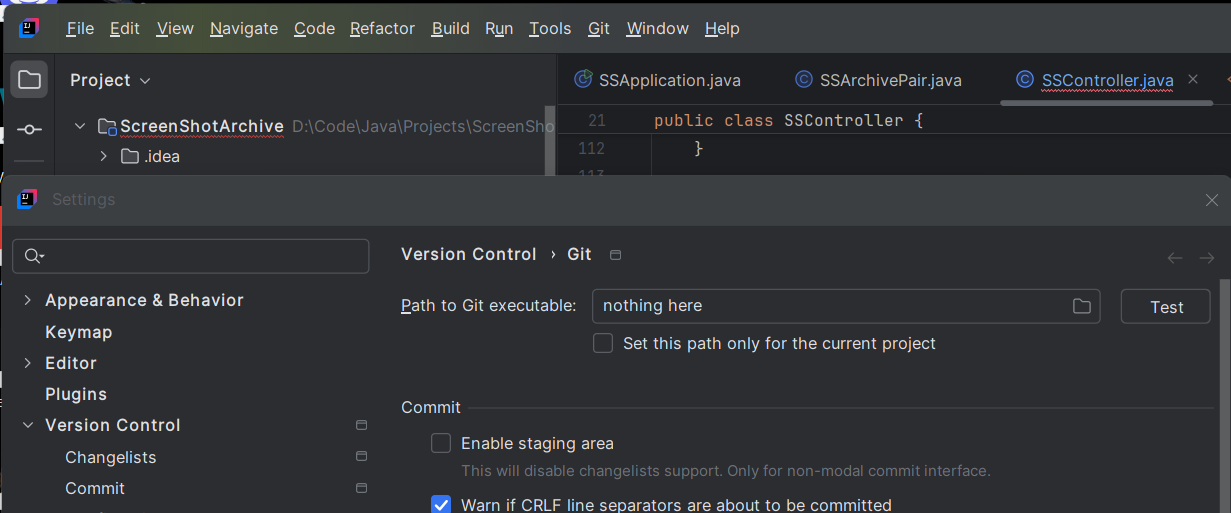 File Edit View Navigate Code Refactor Build Run Tools Git Window Help
Project
SSApplication.java SSArchivePair.java SSController.java
ScreenShotArchive D:\Code\Java\Projects\ScreenSho
21 public class SSController {
112 }
.idea
Settings
Version Control › Git
Appearance & Behavior
Path to Git executable: nothing here Test
Keymap
Set this path only for the current project
Editor
Plugins
Commit
Version Control
Enable staging area
Changelists
This will disable changelists support. Only for non-modal commit interface.
Commit
Warn if CRLF line separators are about to be committed